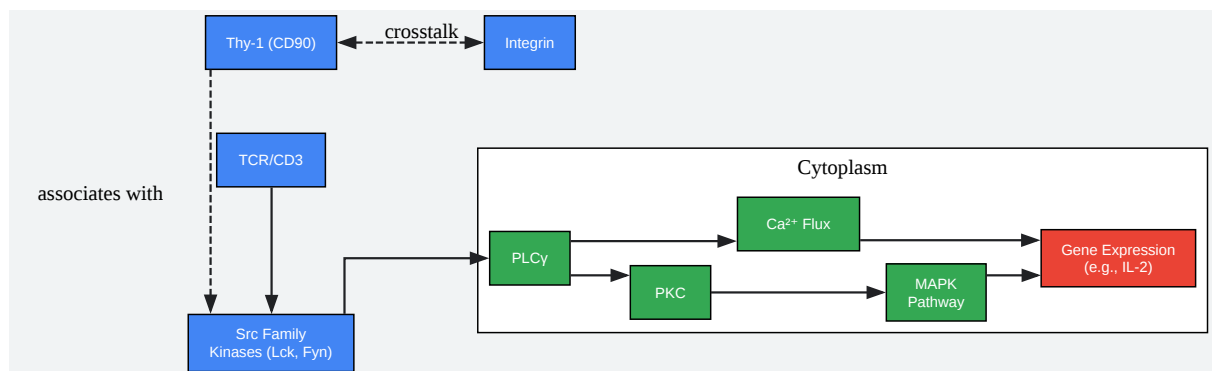 Thy-1 (CD90)
crosstalk
Integrin
TCR/CD3
associates with
Src Family
Kinases (Lck, Fyn)
Cytoplasm
PLCγ
Ca²⁺ Flux
PKC
MAPK
Pathway
Gene Expression
(e.g., IL-2)